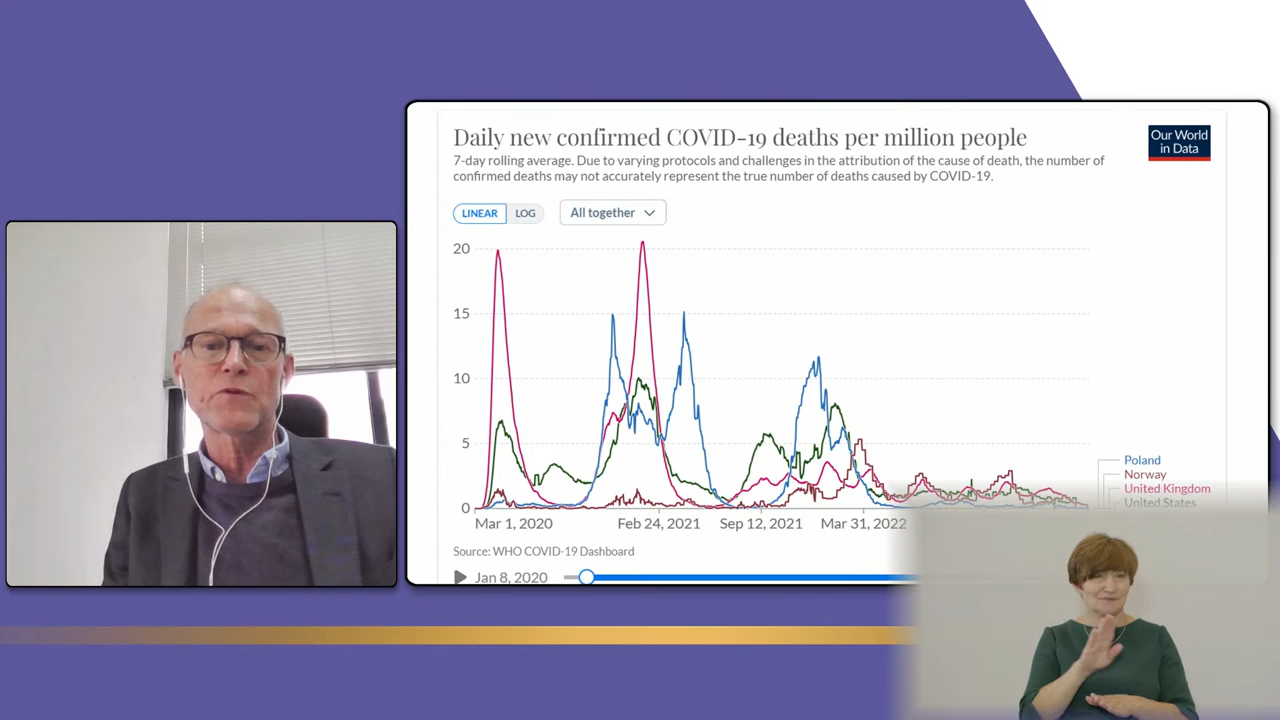 Daily new confirmed COVID-19 deaths per million people
Our World
in Data
7-day rolling average. Due to varying protocols and challenges in the attribution of the cause of death, the number of
confirmed deaths may not accurately represent the true number of deaths caused by COVID-19.
LINEAR LOG All together
20
15
10
5
0
Poland
Norway
United Kingdom
United States
Mar 1, 2020 Feb 24, 2021 Sep 12, 2021 Mar 31, 2022
Source: WHO COVID-19 Dashboard
Jan 8, 2020